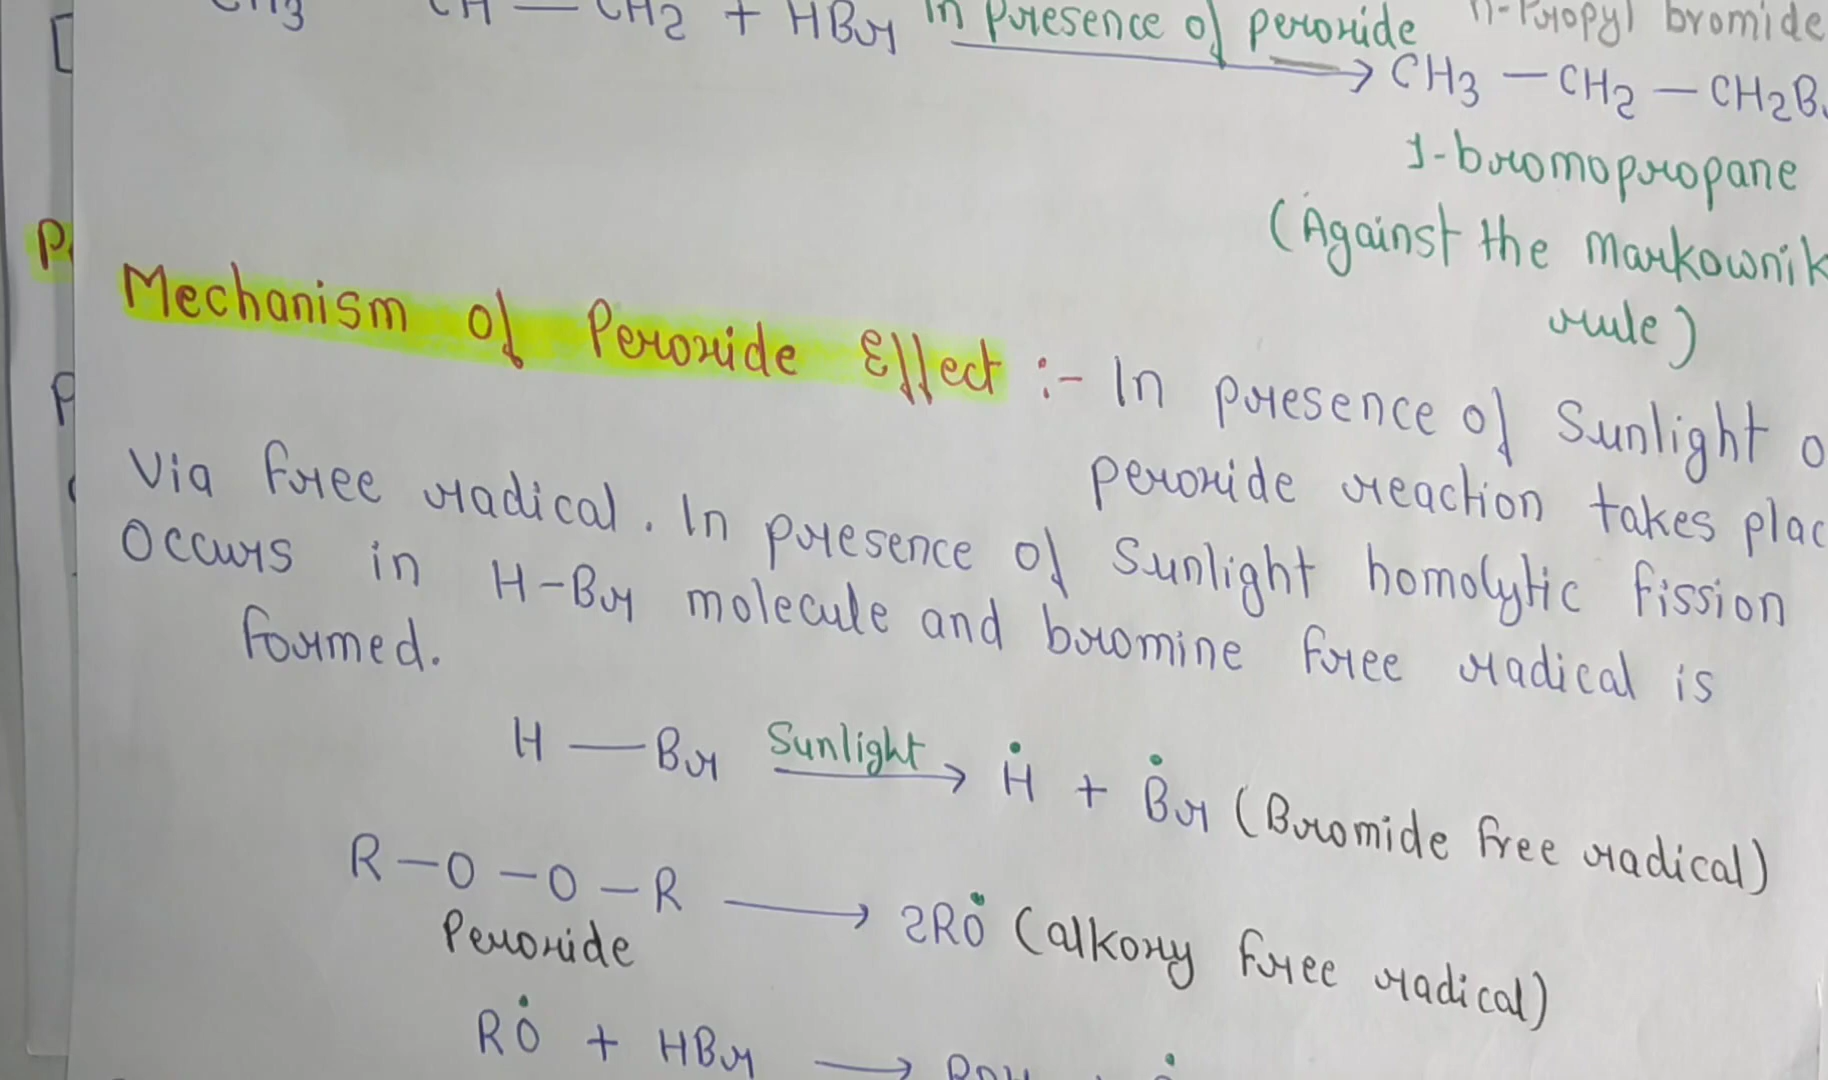 CH3 CH — CH2 + HBr in presence of peroxide n-Propyl bromide
CH3 — CH2 — CH2B
1-bromopropane
(Against the markownik
rule)
Mechanism of Peroxide Effect :- In presence of Sunlight o
peroxide reaction takes plac
Via free radical. In presence of Sunlight homolytic fission
Occurs in H-Br molecule and bromine free radical is
formed.
H — Br Sunlight → Ḣ + Ḃr (Bromide free radical)
R — O — O — R → 2RȮ (alkoxy free radical)
Peroxide
RȮ + HBr →